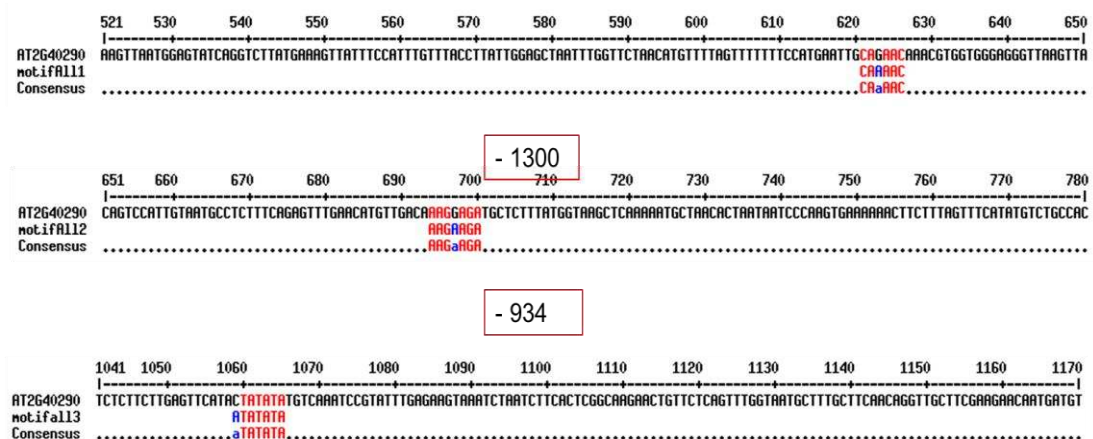 521 530 540 550 560 570 580 590 600 610 620 630 640 650
AT2G40290 AAGTTAATGGAGTATCAGGTCTTATGAAAGTTATTTCCATTTGTTTACCTTATTGGAGCTAATTTGGTTCTAACATGTTTTAGTTTTTTTCCATGAATTGCAGAACAAACGTGGTGGGAGGGTTAAGTTA
motifAll1 CAAAAC
Consensus CAaAAC
- 1300
651 660 670 680 690 700 710 720 730 740 750 760 770 780
AT2G40290 CAGTCCATTGTAATGCCTCTTTCAGAGTTTGAACATGTTGACAAAGGAGATGCTCTTTATGGTAAGCTCAAAAATGCTAACACTAATAATCCCAAGTGAAAAAACTTCTTTAGTTTCATATGTCTGCCAC
motifAll2 AAGAAGA
Consensus AAGaAGA
- 934
1041 1050 1060 1070 1080 1090 1100 1110 1120 1130 1140 1150 1160 1170
AT2G40290 TCTCTTCTTGAGTTCATACTATATATGTCAAATCCGTATTTGAGAAGTAAATCTAATCTTCACTCGGCAAGAACTGTTCTCAGTTTGGTAATGCTTTGCTTCAACAGGTTGCTTCGAAGAACAATGATGT
motifall3 ATATATA
Consensus aTATATA